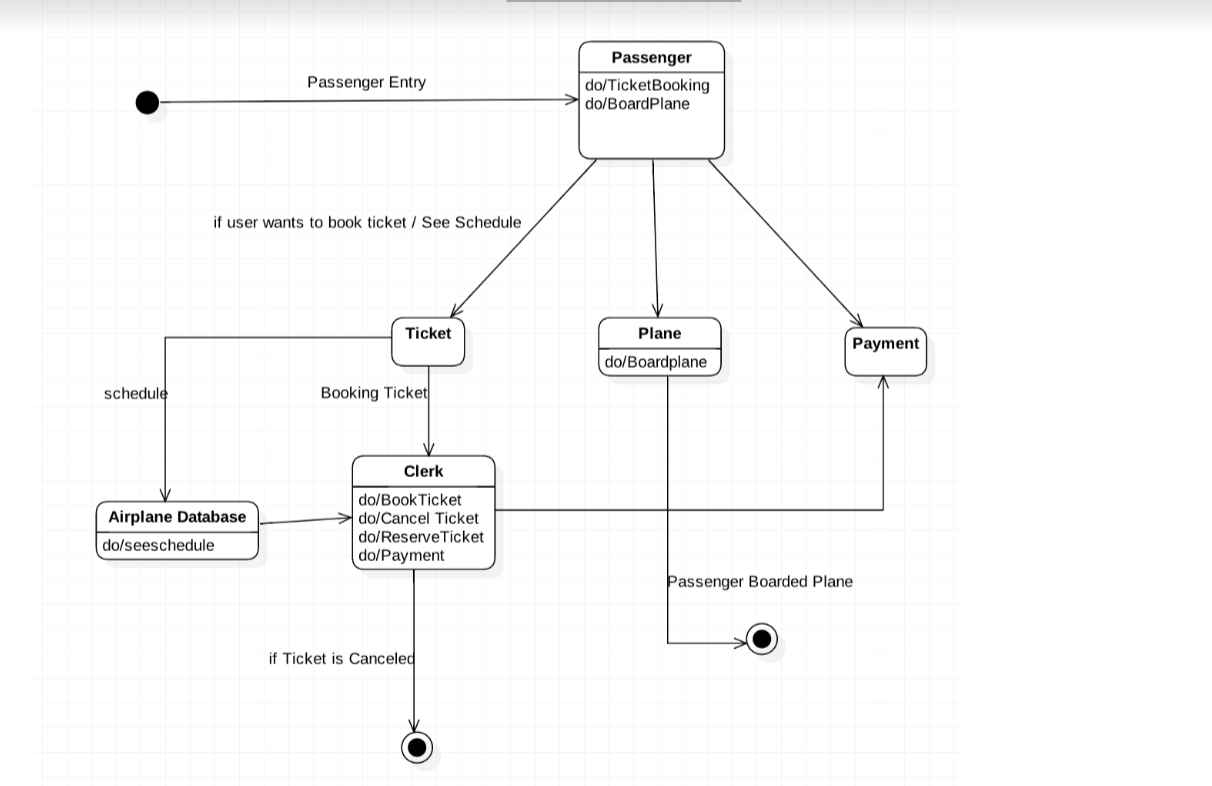 Passenger
do/TicketBooking
do/BoardPlane
Passenger Entry
if user wants to book ticket / See Schedule
Ticket
Plane
do/Boardplane
Payment
schedule
Booking Ticket
Clerk
do/BookTicket
do/Cancel Ticket
do/ReserveTicket
do/Payment
Airplane Database
do/seeschedule
Passenger Boarded Plane
if Ticket is Canceled